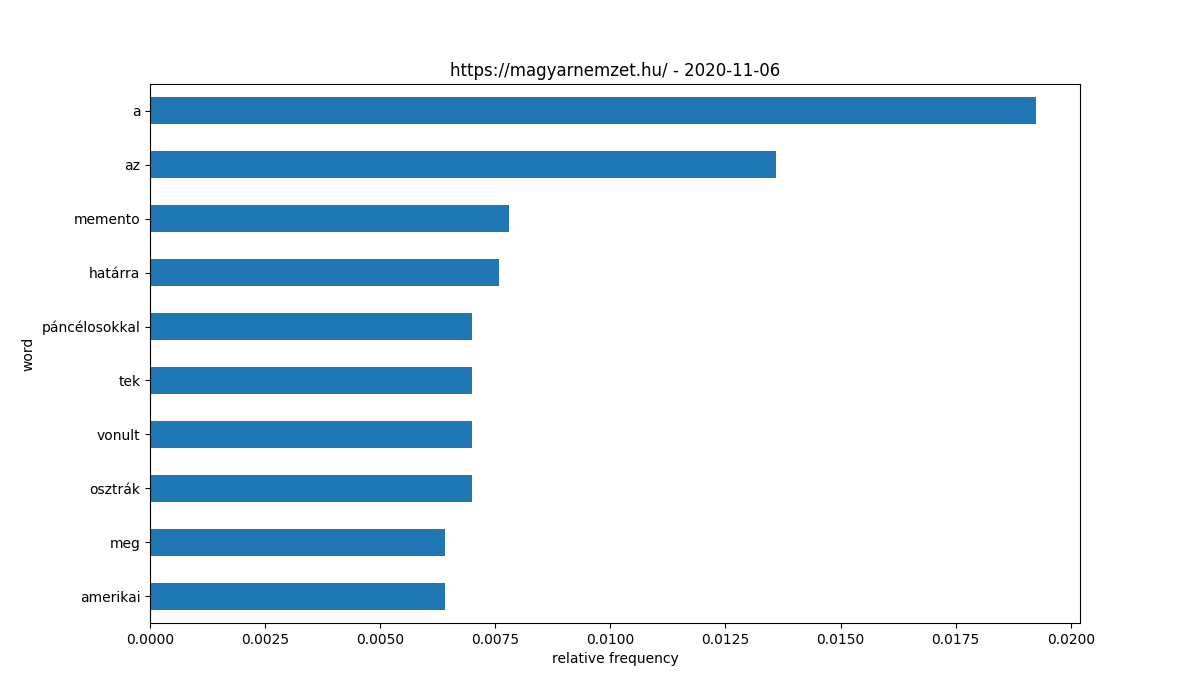 https://magyarnemzet.hu/ - 2020-11-06
a
az
memento
határra
páncélosokkal
tek
vonult
osztrák
meg
amerikai
word
0.0000 0.0025 0.0050 0.0075 0.0100 0.0125 0.0150 0.0175 0.0200
relative frequency